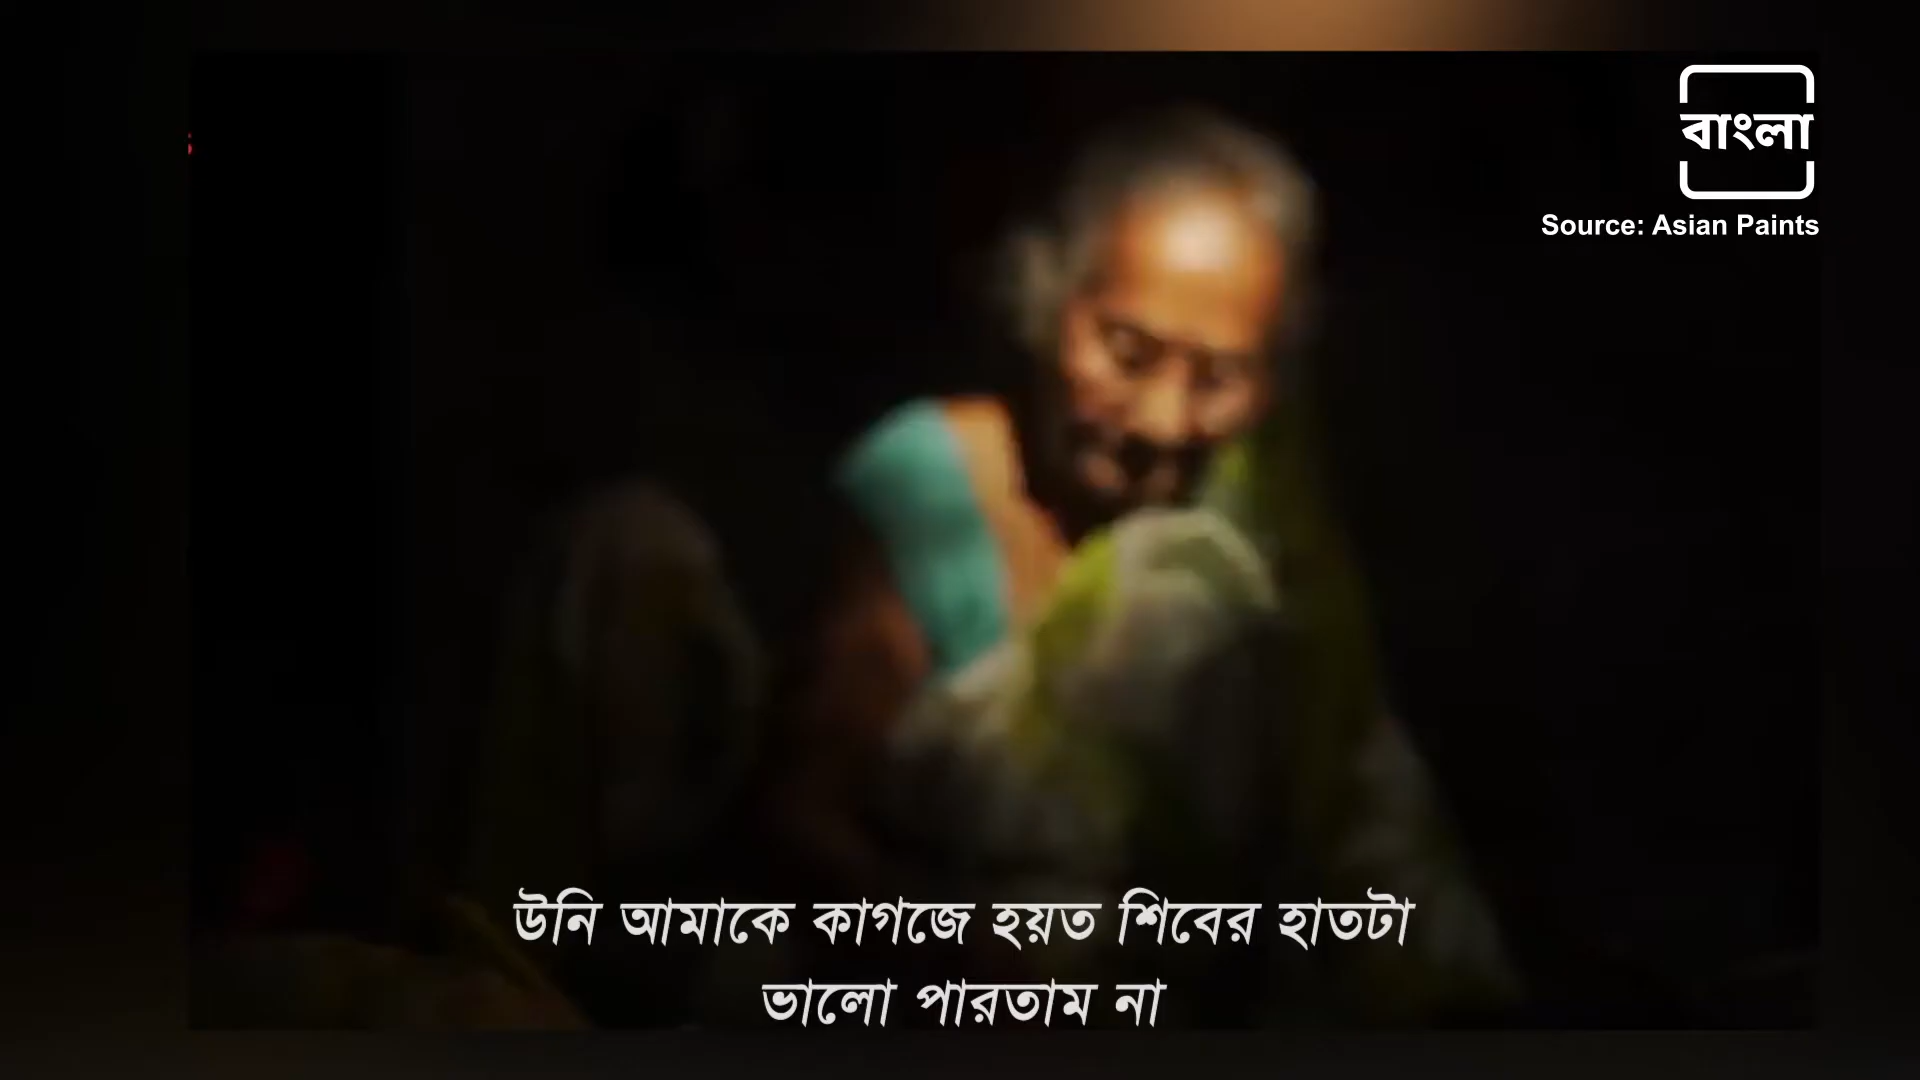 বাংলা
Source: Asian Paints
উনি আমাকে কাগজে হয়ত শিবের হাতটা
ভালো পারতাম না